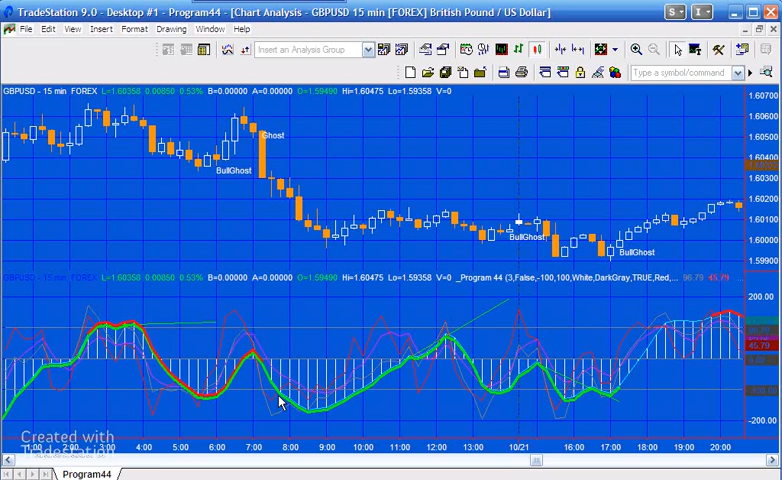 TradeStation 9.0 - Desktop #1 - Program44 - [Chart Analysis - GBPUSD 15 min [FOREX] British Pound / US Dollar]
S
I
File Edit View Insert Format Drawing Window Help
Insert an Analysis Group
Type a symbol/command
GBPUSD - 15 min FOREX L=1.60358 0.00850 0.53% B=0.00000 A=0.00000 O=1.59490 Hi=1.60475 Lo=1.59358 V=0
1.60700
1.60600
1.60500
1.60400
1.60300
1.60200
1.60100
1.60000
1.59900
Ghost
BullGhost
BullGhost
BullGhost
GBPUSD - 15 min FOREX L=1.60358 0.00850 0.53% B=0.00000 A=0.00000 O=1.59490 Hi=1.60475 Lo=1.59358 V=0 _Program 44 (3,False,-100,100,White,DarkGray,TRUE,Red,... 96.79 45.79
200.00
45.79
-200.00
1:00 2:00 3:00 4:00 5:00 6:00 7:00 8:00 9:00 10:00 11:00 12:00 13:00 10/21 16:00 17:00 18:00 19:00 20:00
Created with
Tradestation
Program44